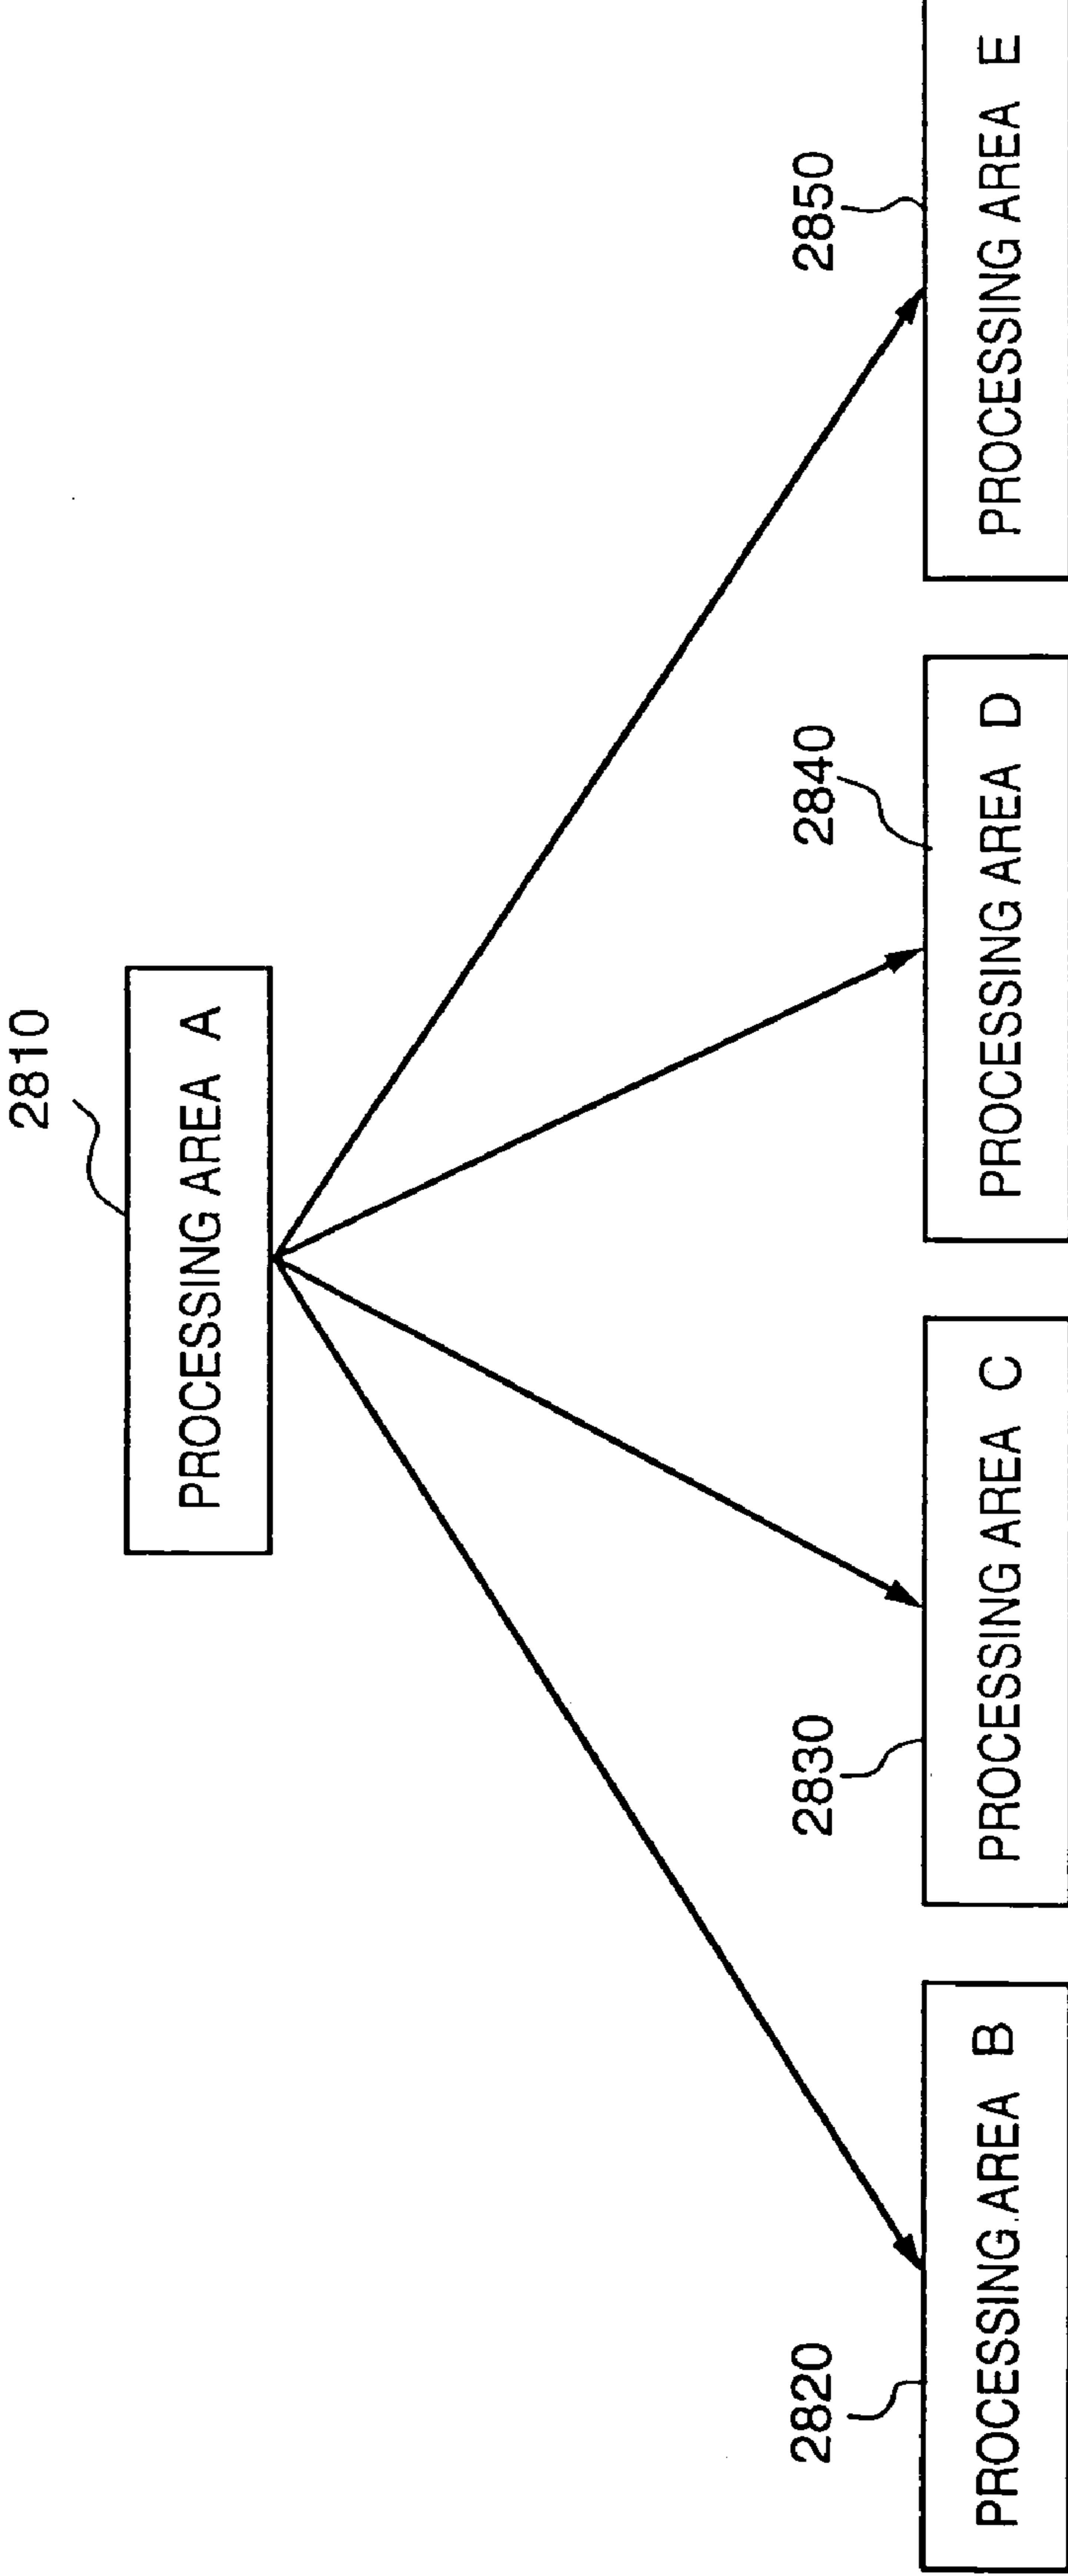 2810
PROCESSING AREA A
2820
2830
2840
2850
PROCESSING AREA B
PROCESSING AREA C
PROCESSING AREA D
PROCESSING AREA E